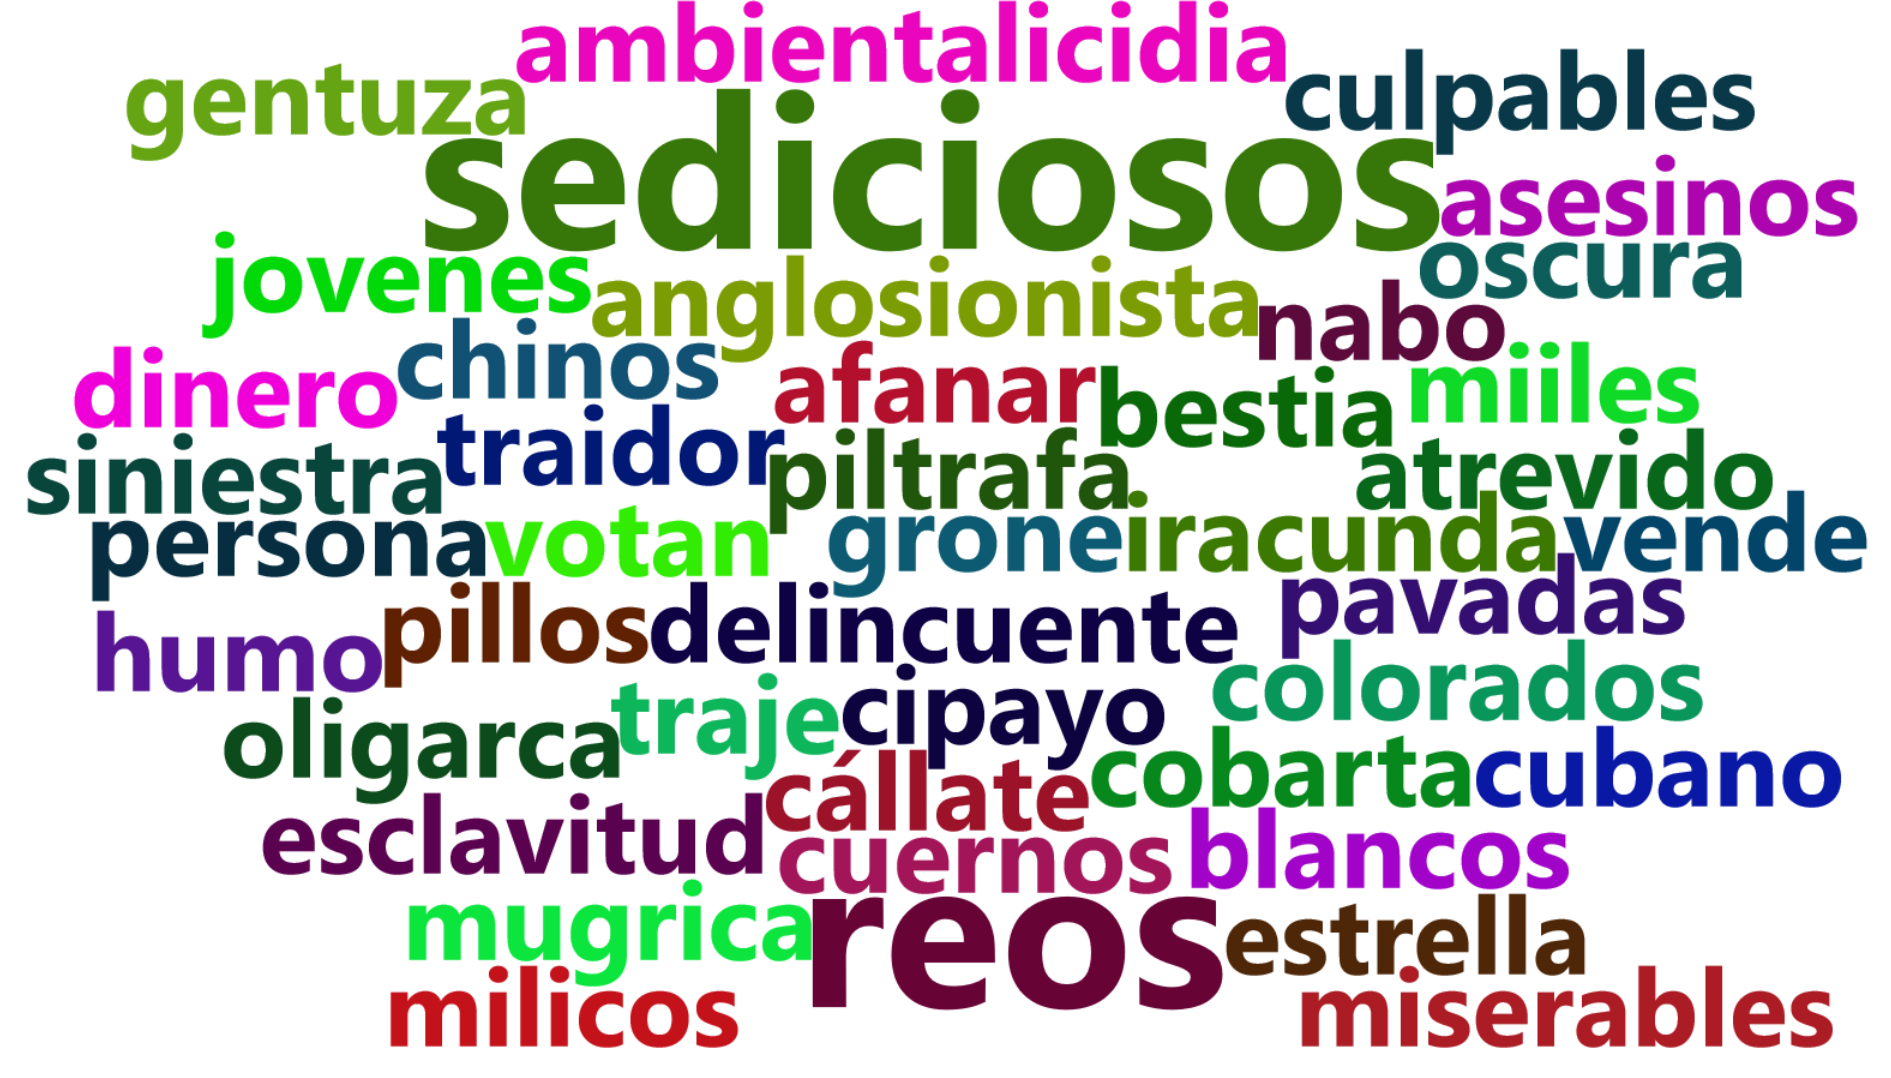 ambientalicidia
gentuza culpables
sediciosos
asesinos
jovenes anglosionista oscura
nabo
dinero chinos afanar bestia miiles
siniestra traidor piltrafa atrevido
persona votan grone iracunda vende
humo pillos delincuente pavadas
oligarca traje cipayo colorados
cállate cobarta cubano
esclavitud cuernos blancos
mugrica reos estrella
milicos miserables